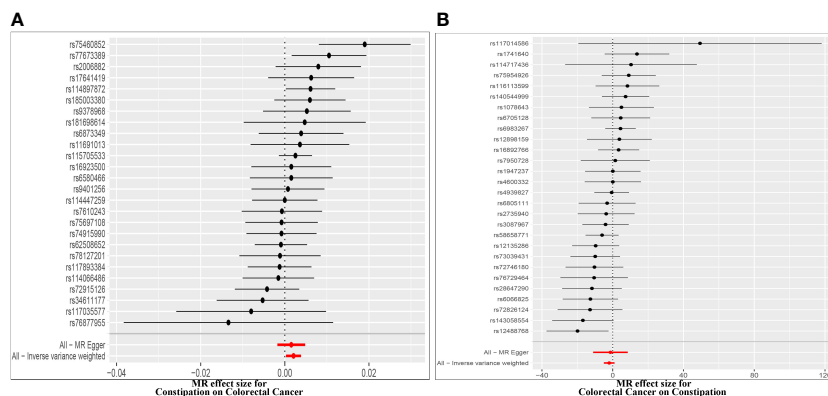 A
rs75460852
rs77673389
rs2006882
rs17641419
rs114897872
rs185003380
rs9378968
rs181698614
rs6873349
rs11691013
rs115705533
rs16923500
rs6580466
rs9401256
rs114447259
rs7610243
rs75697108
rs74915990
rs62508652
rs78127201
rs117893384
rs114066486
rs72915126
rs34611177
rs117035577
rs76877955
All − MR Egger
All − Inverse variance weighted
−0.04 −0.02 0.00 0.02
MR effect size for
Constipation on Colorectal Cancer
B
rs117014586
rs1741640
rs114717436
rs75954926
rs116113599
rs140544999
rs1078643
rs6705128
rs6983267
rs12898159
rs16892766
rs7950728
rs1947237
rs4600332
rs4939827
rs6805111
rs2735940
rs3087967
rs58658771
rs12135286
rs73039431
rs72746180
rs76729464
rs28647290
rs6066825
rs72826124
rs143058554
rs12488768
All − MR Egger
All − Inverse variance weighted
−40 0 40 80 120
MR effect size for
Colorectal Cancer on Constipation